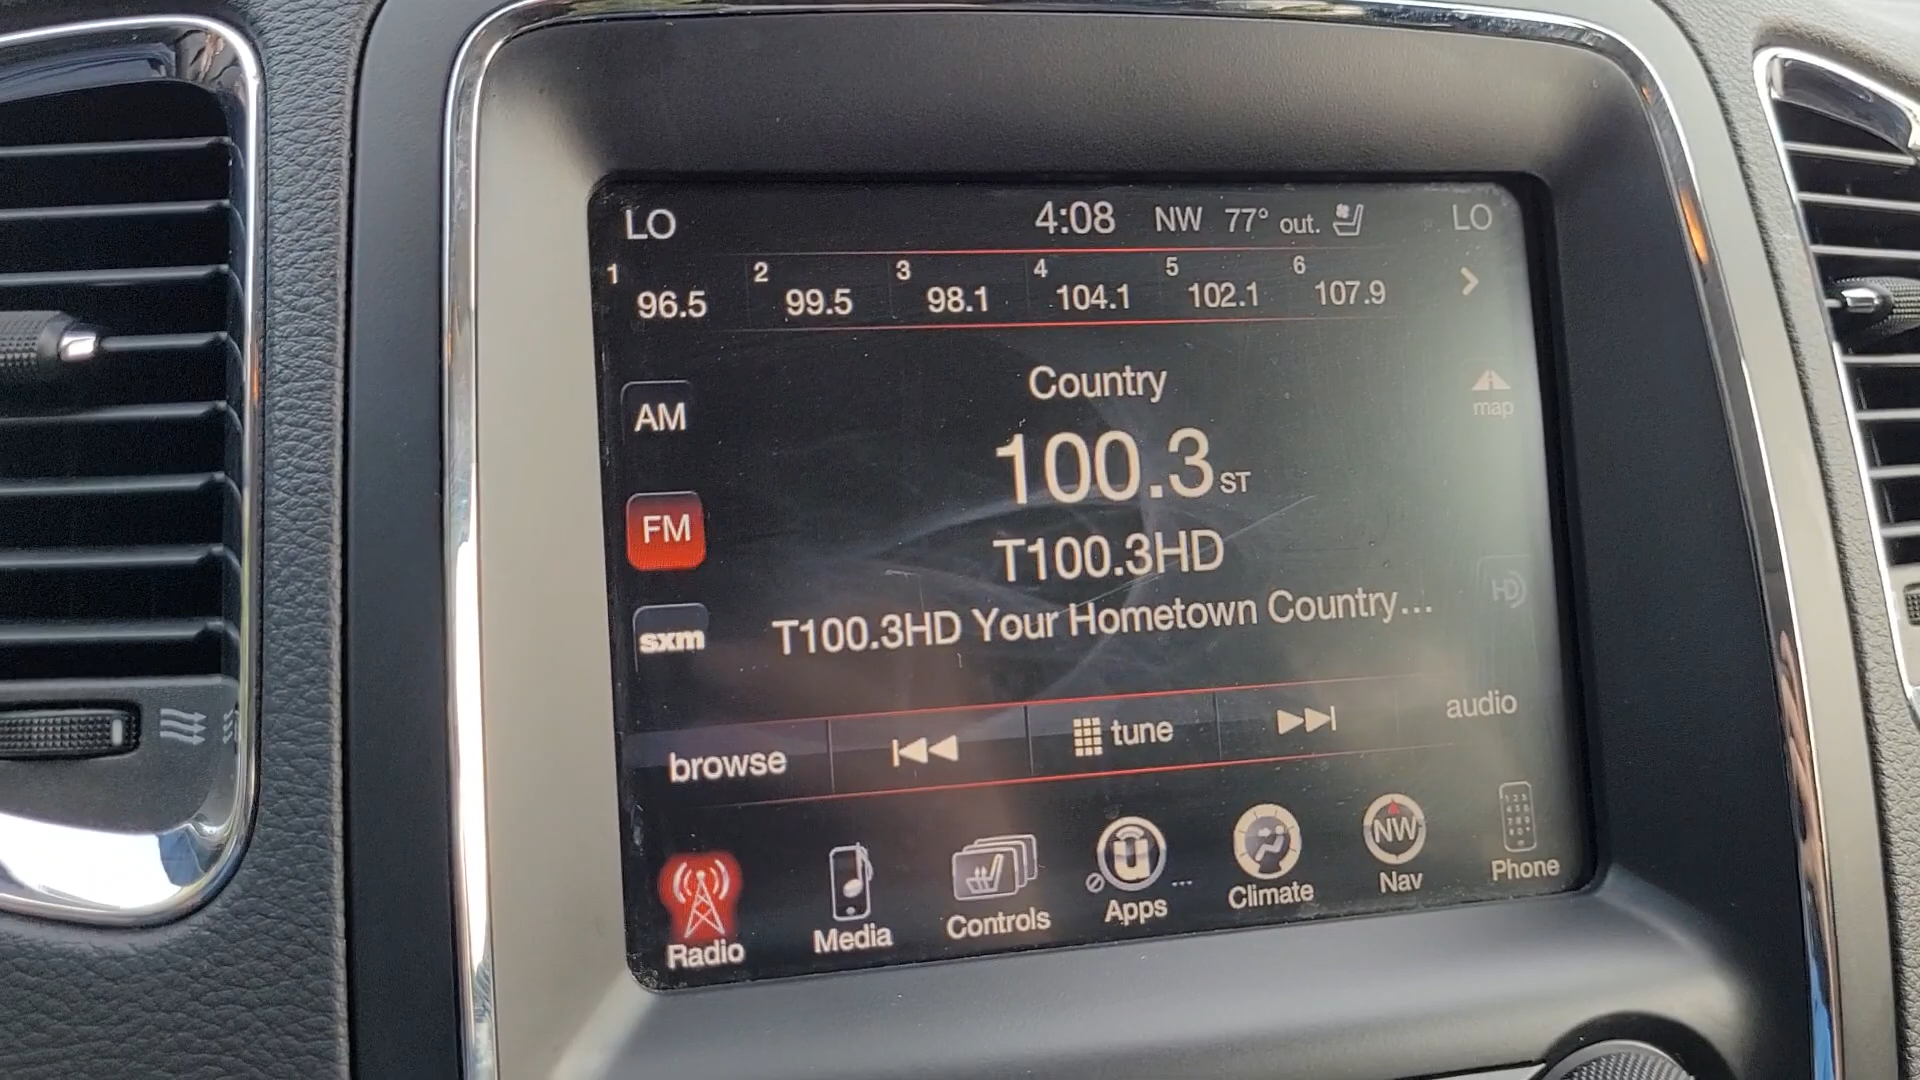 LO 4:08 NW 77° out. LO
1 96.5 2 99.5 3 98.1 4 104.1 5 102.1 6 107.9
Country
map
AM
100.3 ST
FM
T100.3HD
HD
sxm
T100.3HD Your Hometown Country...
browse tune audio
NW
Radio Media Controls Apps Climate Nav Phone